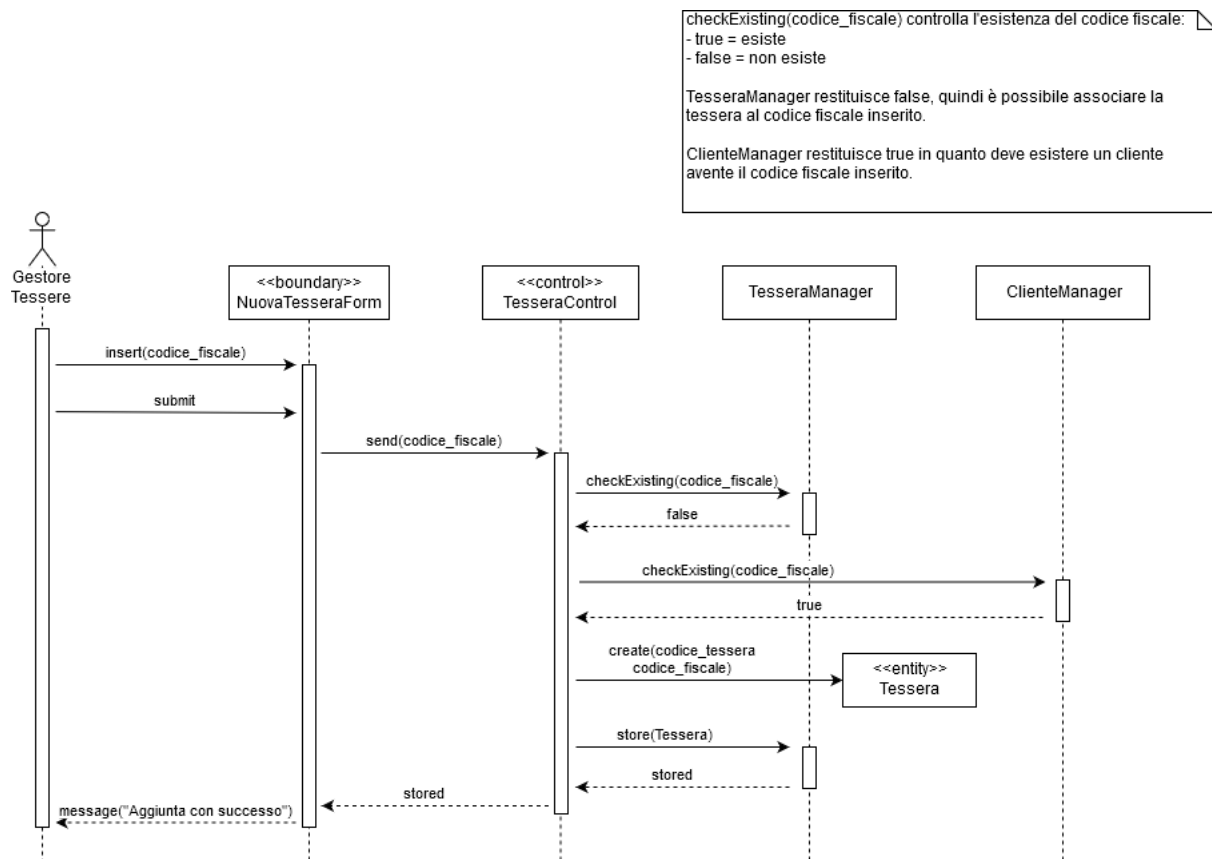 checkExisting(codice_fiscale) controlla l'esistenza del codice fiscale:
- true = esiste
- false = non esiste
TesseraManager restituisce false, quindi è possibile associare la
tessera al codice fiscale inserito.
ClienteManager restituisce true in quanto deve esistere un cliente
avente il codice fiscale inserito.
Gestore
Tessere
<<boundary>>
NuovaTesseraForm
<<control>>
TesseraControl
TesseraManager
ClienteManager
insert(codice_fiscale)
submit
send(codice_fiscale)
checkExisting(codice_fiscale)
false
checkExisting(codice_fiscale)
true
create(codice_tessera
codice_fiscale)
<<entity>>
Tessera
store(Tessera)
stored
stored
message("Aggiunta con successo")